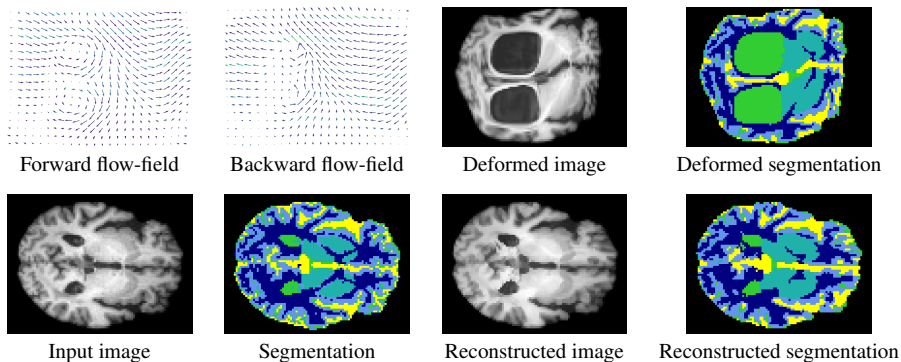 Forward flow-field
Backward flow-field
Deformed image
Deformed segmentation
Input image
Segmentation
Reconstructed image
Reconstructed segmentation